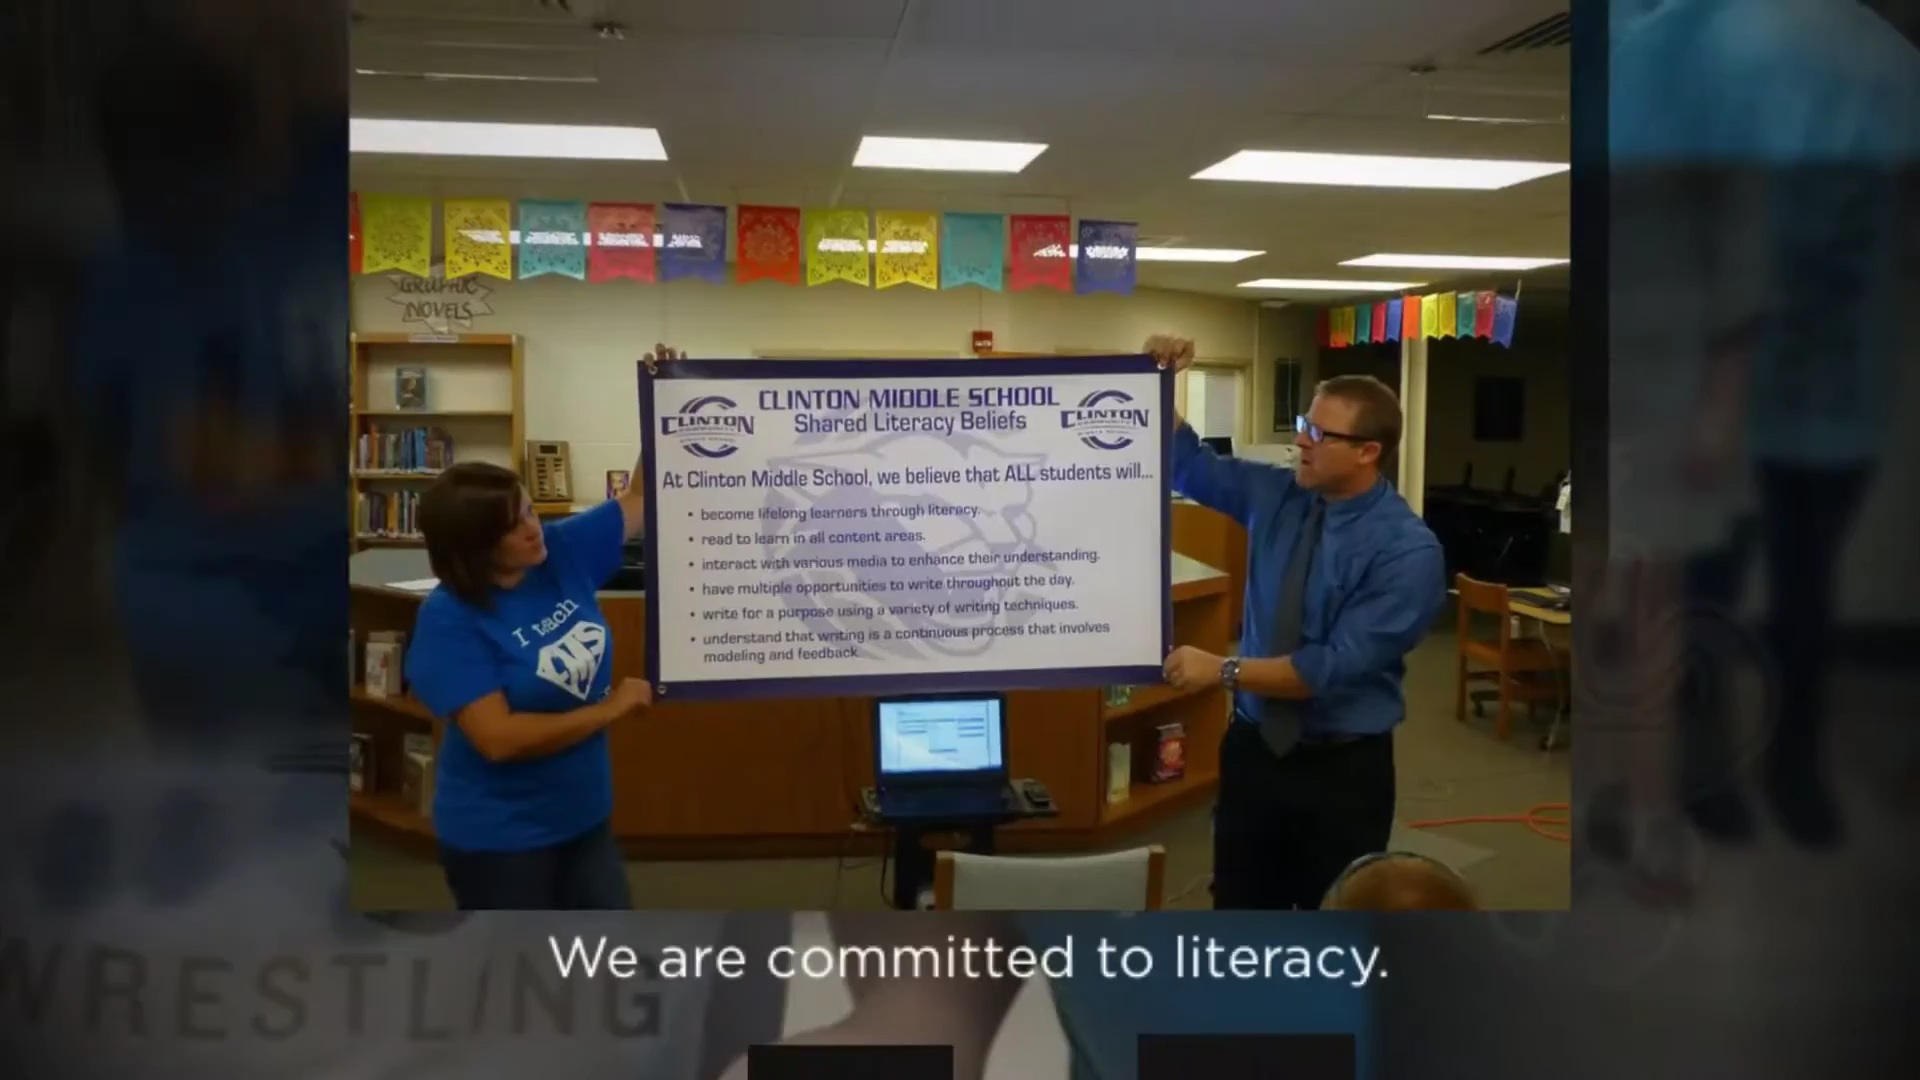 GRAPHIC
NOVELS
CLINTON MIDDLE SCHOOL
Shared Literacy Beliefs
CLINTON
COMMUNITY
CLINTON
COMMUNITY
At Clinton Middle School, we believe that ALL students will...
• become lifelong learners through literacy.
• read to learn in all content areas.
• interact with various media to enhance their understanding.
• have multiple opportunities to write throughout the day.
• write for a purpose using a variety of writing techniques.
• understand that writing is a continuous process that involves
modeling and feedback.
I teach
CMS
We are committed to literacy.
WRESTLING